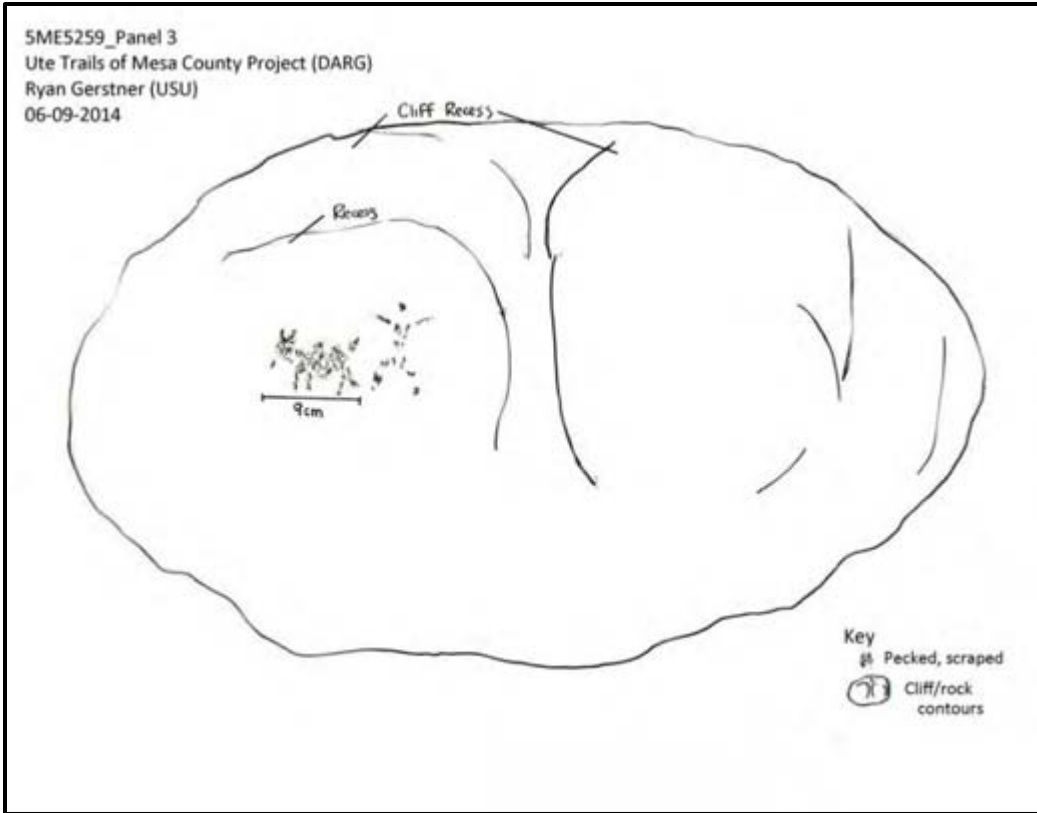 5ME5259_Panel 3
Ute Trails of Mesa County Project (DARG)
Ryan Gerstner (USU)
06-09-2014
Cliff Recess
Recess
9cm
Key
Pecked, scraped
Cliff/rock
contours